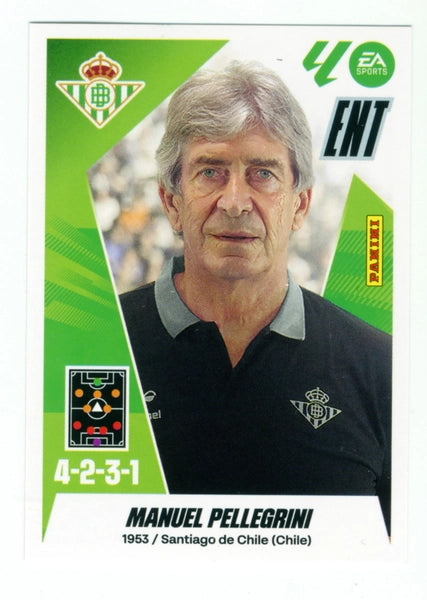 EA
SPORTS
ENT
PANINI
4-2-3-1
MANUEL PELLEGRINI
1953 / Santiago de Chile (Chile)